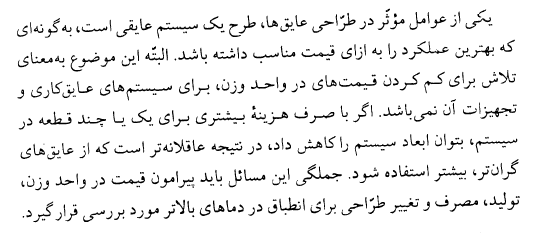 یکی از عوامل مؤثّر در طرّاحی عایق‌ها، طرح یک سیستم عایقی است، به‌گونه‌ای
که بهترین عملکرد را به ازای قیمت مناسب داشته باشد. البتّه این موضوع به‌معنای
تلاش برای کم کردن قیمت‌های در واحد وزن، برای سیستم‌های عایق‌کاری و
تجهیزات آن نمی‌باشد. اگر با صرف هزینهٔ بیشتری برای یک یا چند قطعه در
سیستم، بتوان ابعاد سیستم را کاهش داد، در نتیجه عاقلانه‌تر است که از عایق‌های
گران‌تر، بیشتر استفاده شود. جملگی این مسائل باید پیرامون قیمت در واحد وزن،
تولید، مصرف و تغییر طرّاحی برای انطباق در دماهای بالاتر مورد بررسی قرار گیرد.